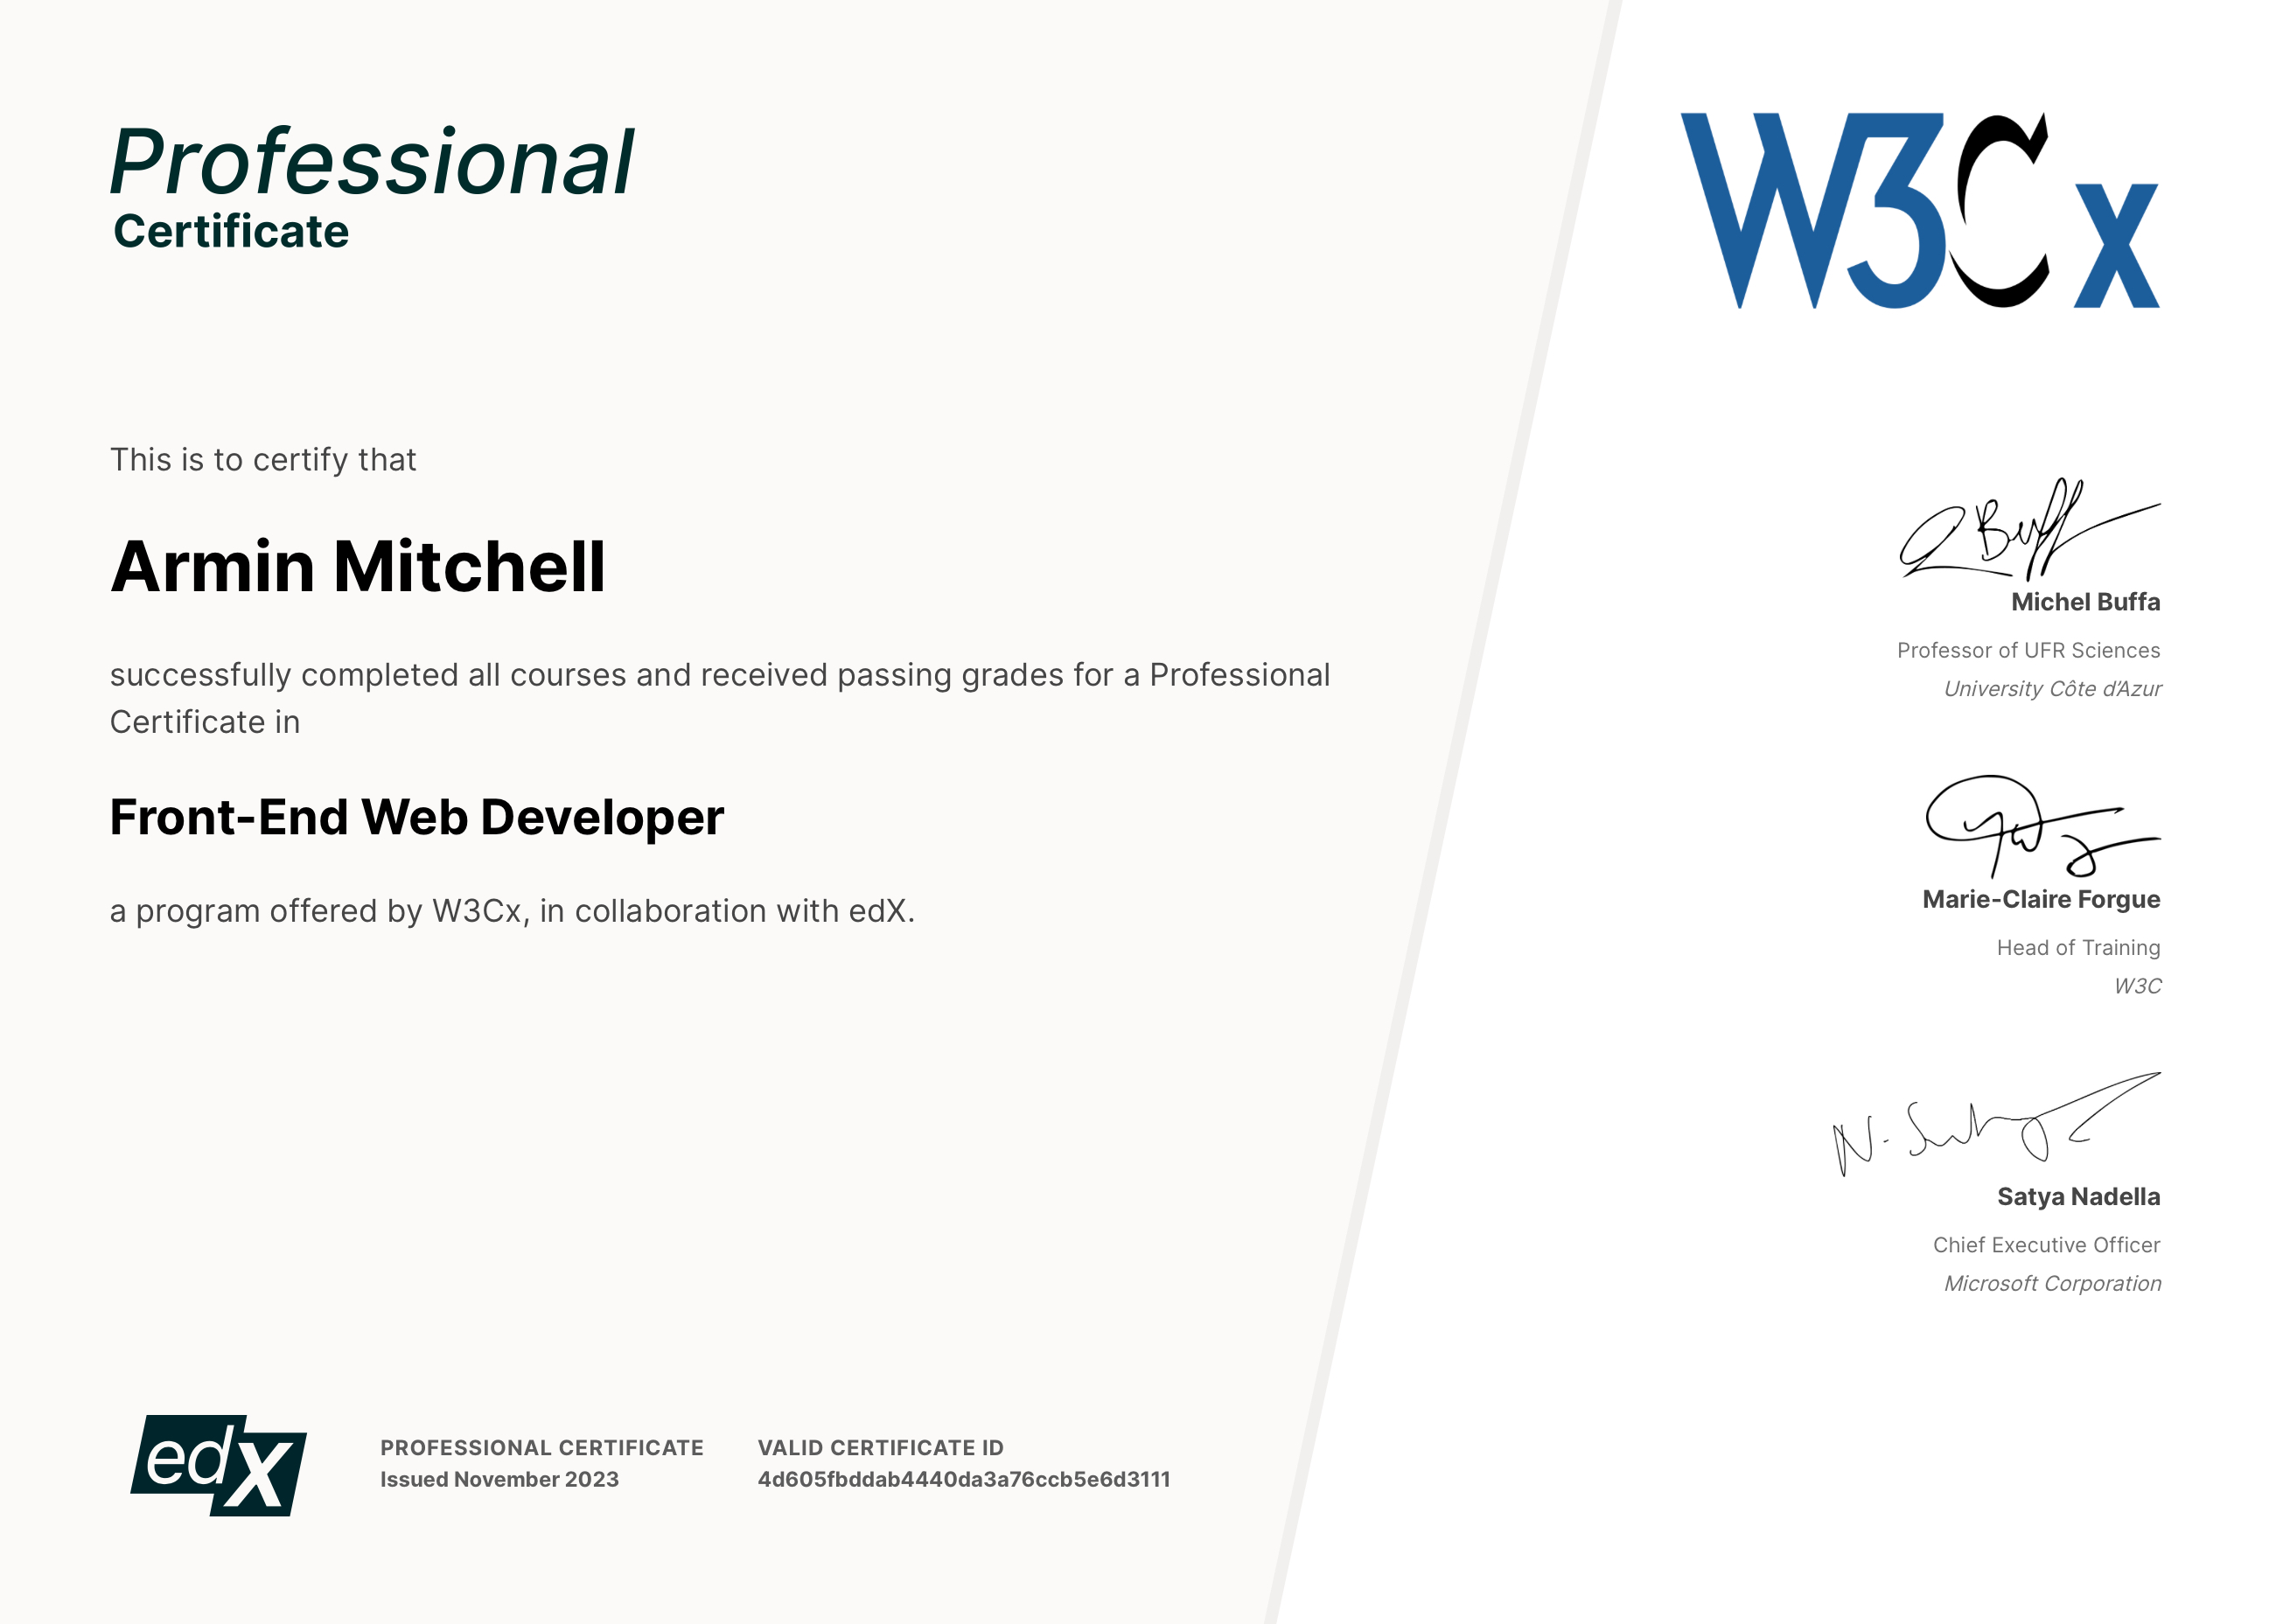 Professional
Certificate
W3Cx
This is to certify that
Armin Mitchell
successfully completed all courses and received passing grades for a Professional
Certificate in
Front-End Web Developer
a program offered by W3Cx, in collaboration with edX.
Michel Buffa
Professor of UFR Sciences
University Côte d’Azur
Marie-Claire Forgue
Head of Training
W3C
Satya Nadella
Chief Executive Officer
Microsoft Corporation
edX
PROFESSIONAL CERTIFICATE
Issued November 2023
VALID CERTIFICATE ID
4d605fbddab4440da3a76ccb5e6d3111